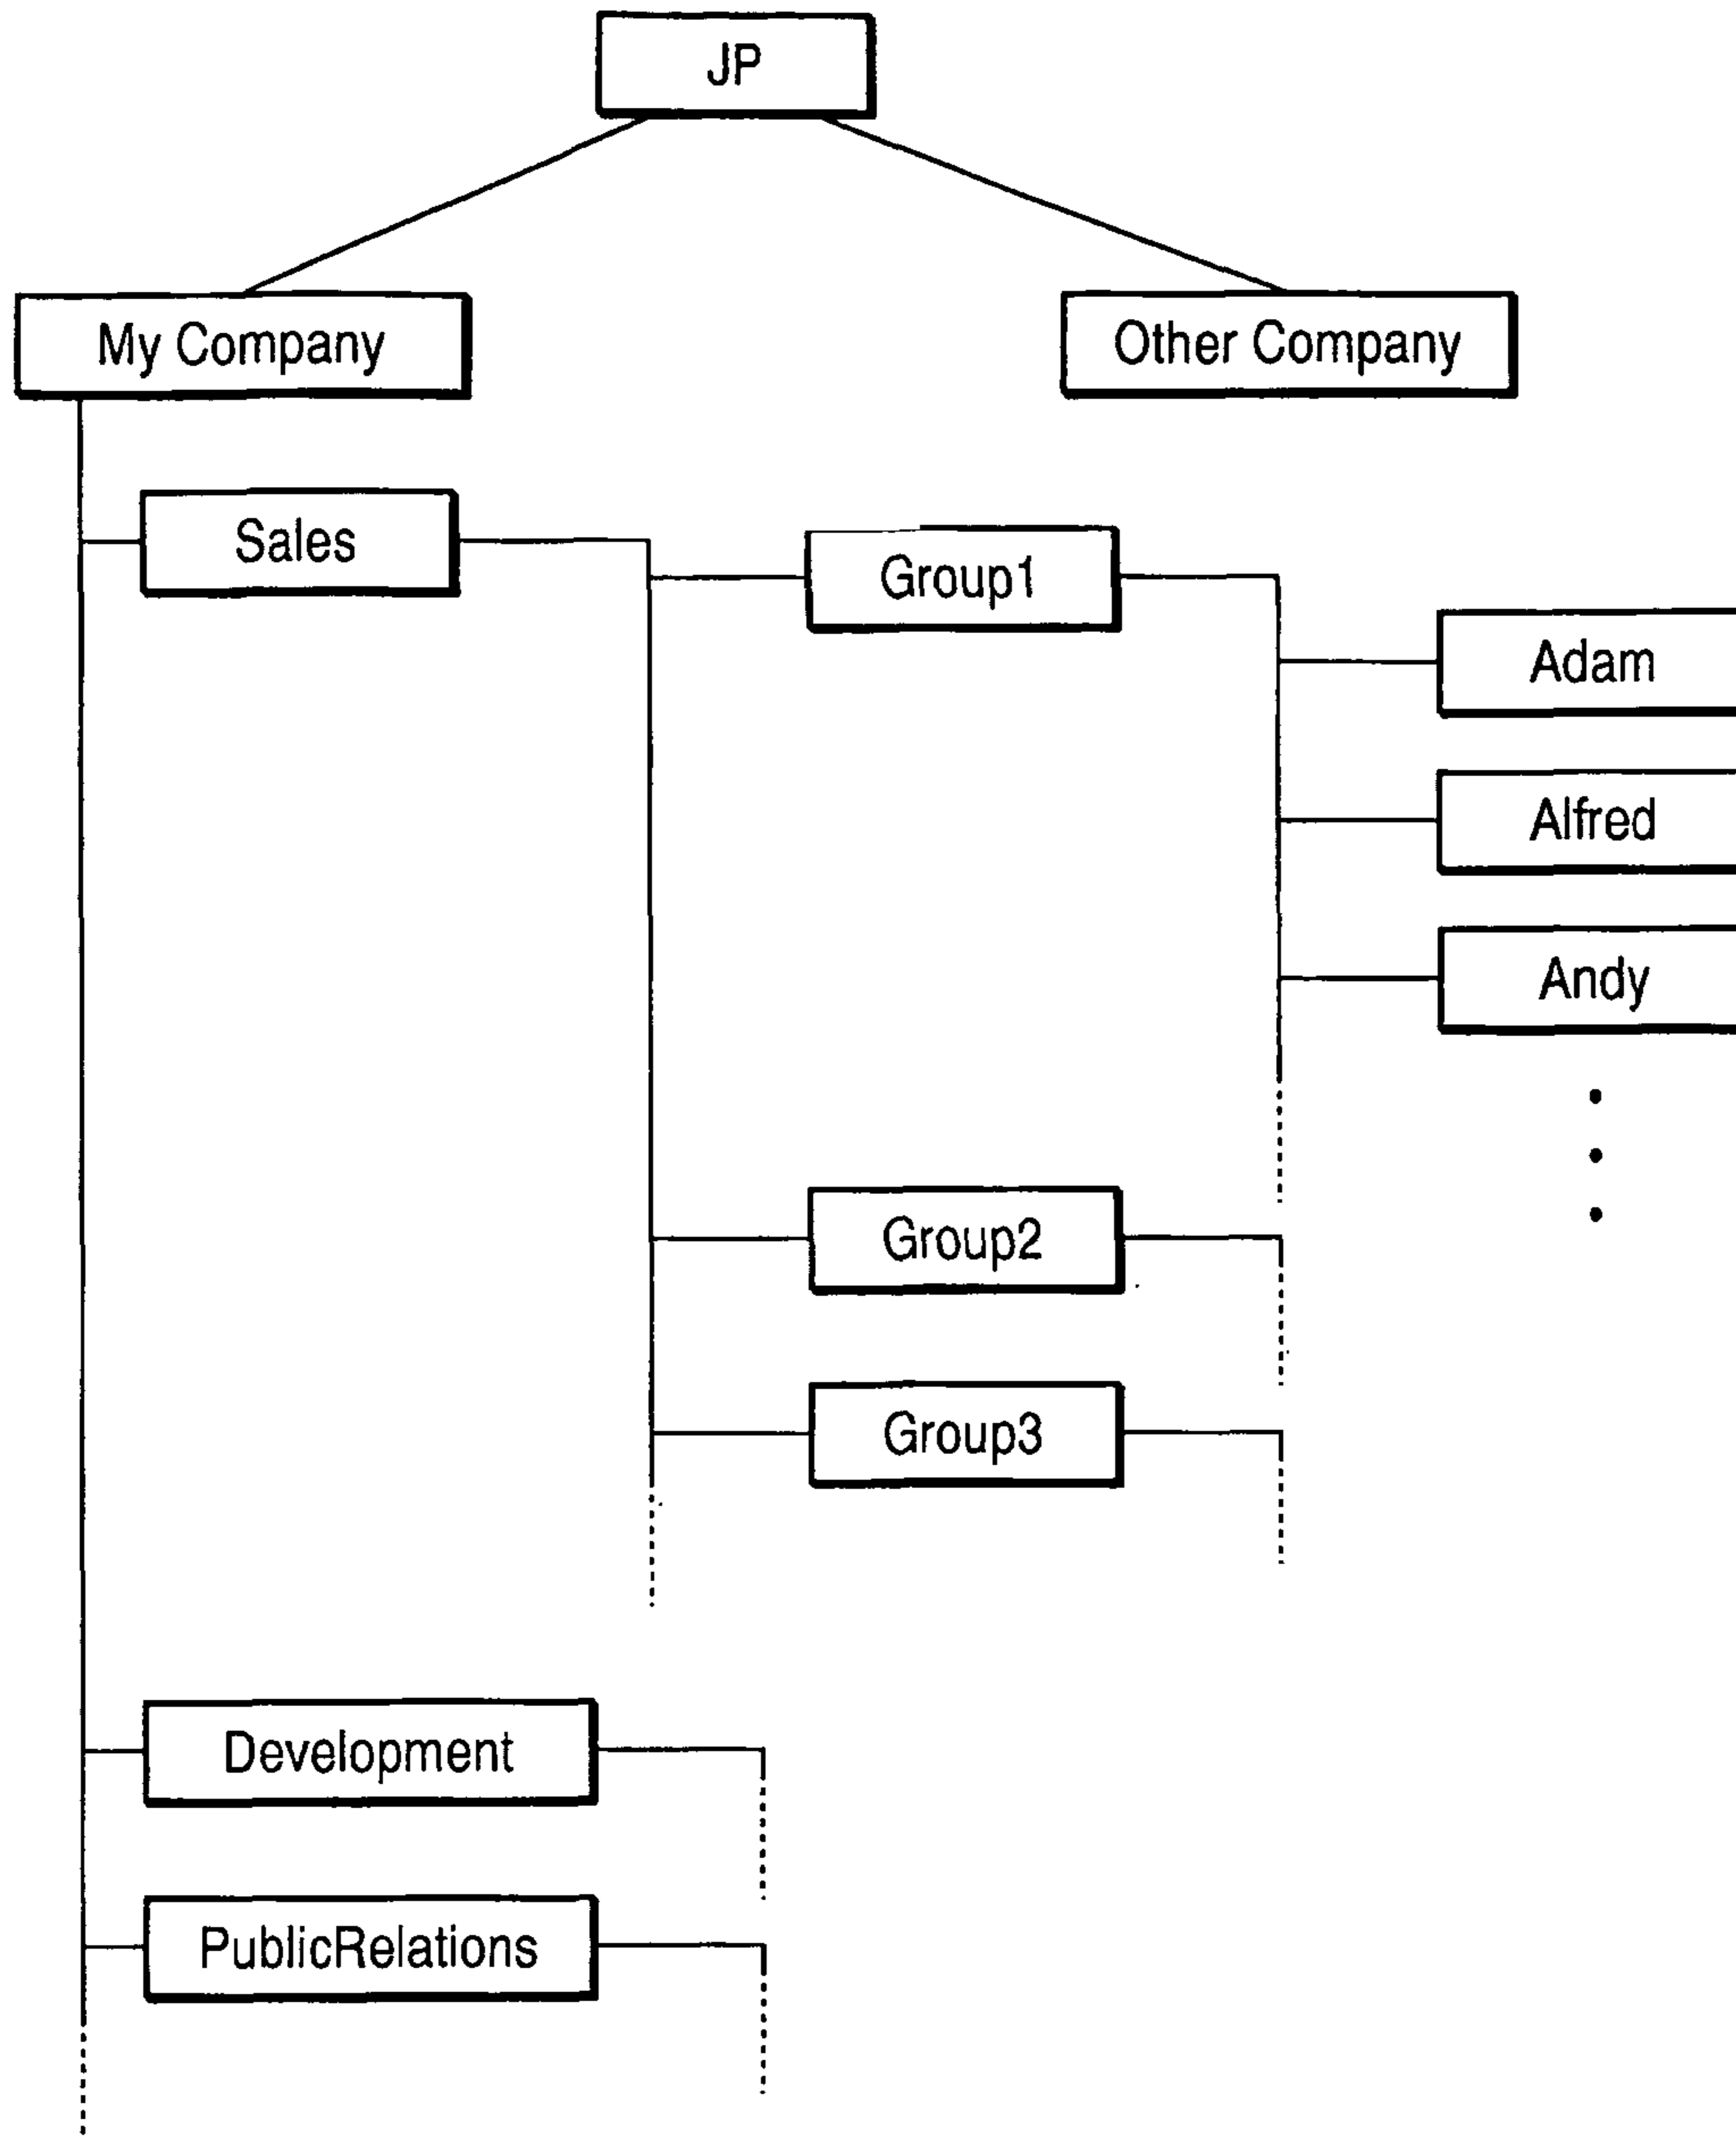 JP
My Company
Other Company
Sales
Group1
Adam
Alfred
Andy
Group2
Group3
Development
PublicRelations